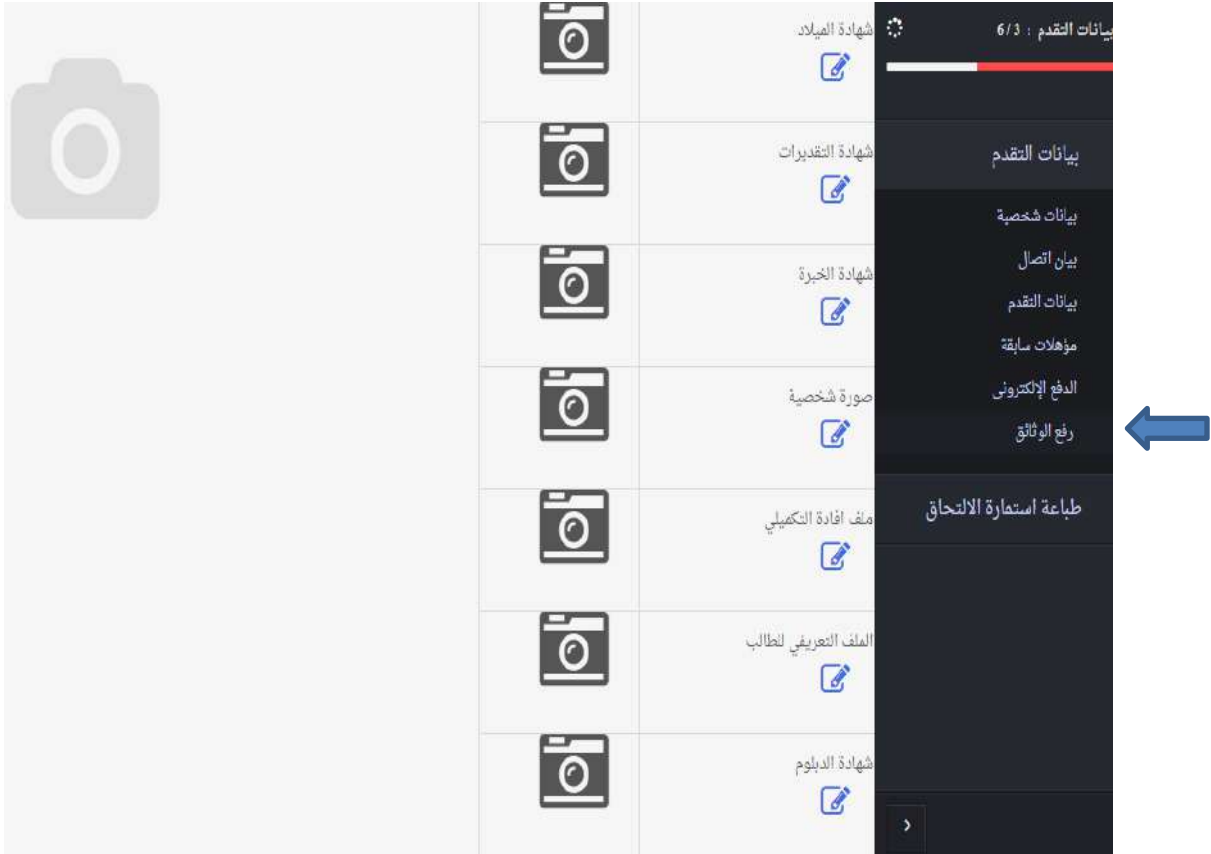 بيانات التقدم : 6/3
بيانات التقدم
بيانات شخصية
بيان اتصال
بيانات التقدم
مؤهلات سابقة
الدفع الإلكترونى
رفع الوثائق
طباعة استمارة الالتحاق
شهادة الميلاد
شهادة التقديرات
شهادة الخبرة
صورة شخصية
ملف افادة التكميلي
الملف التعريفي للطالب
شهادة الدبلوم